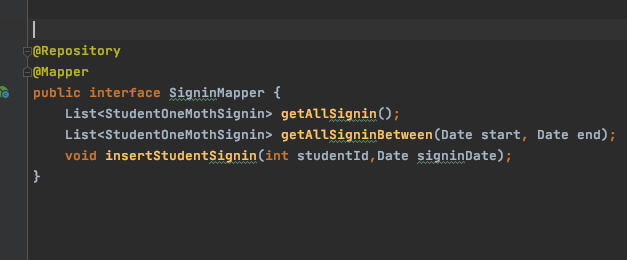 @Repository
@Mapper
public interface SigninMapper {
List<StudentOneMothSignin> getAllSignin();
List<StudentOneMothSignin> getAllSigninBetween(Date start, Date end);
void insertStudentSignin(int studentId,Date signinDate);
}